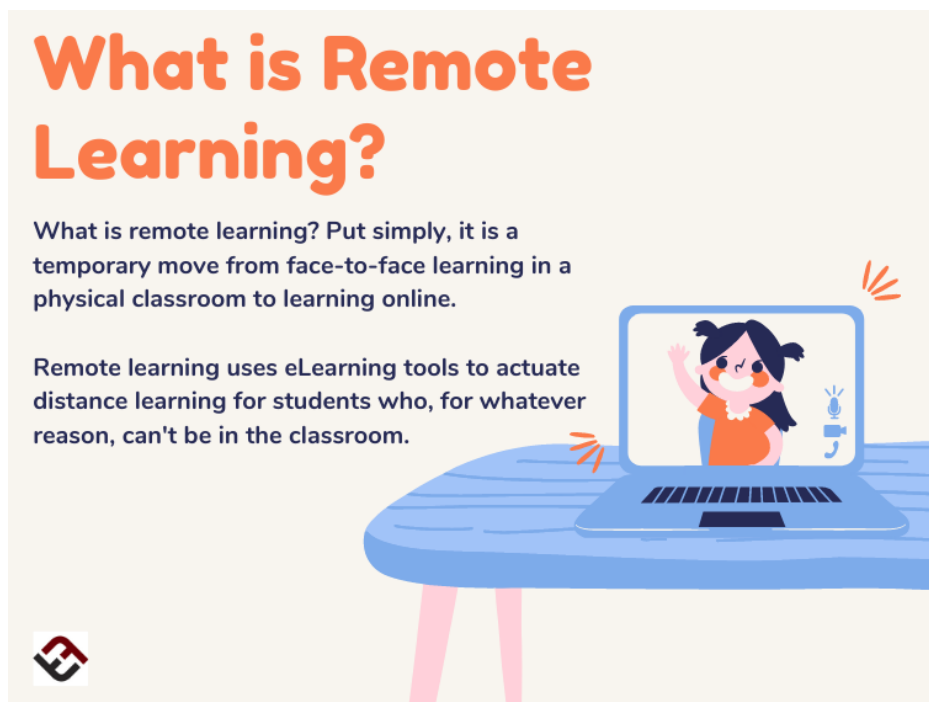 What is Remote
Learning?
What is remote learning? Put simply, it is a
temporary move from face-to-face learning in a
physical classroom to learning online.
Remote learning uses eLearning tools to actuate
distance learning for students who, for whatever
reason, can't be in the classroom.